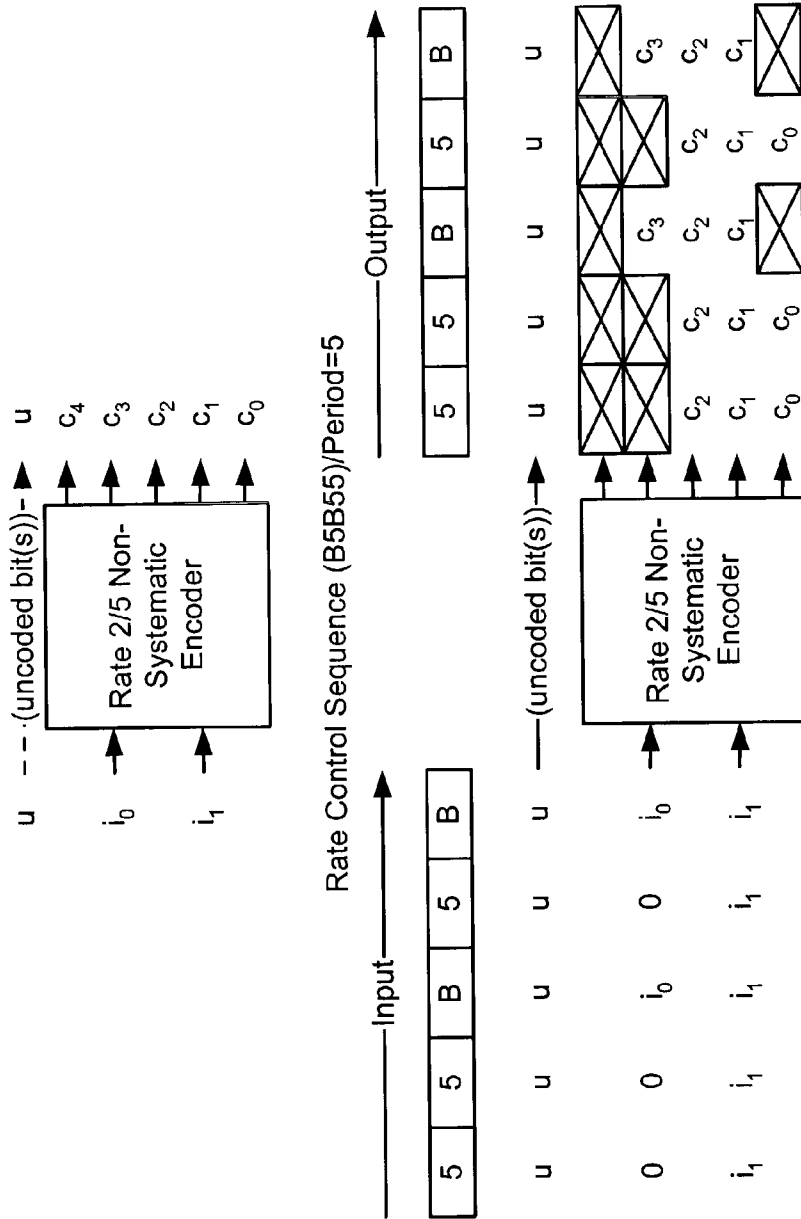 u - - -(uncoded bit(s))- - u
i0
i1
Rate 2/5 Non-
Systematic
Encoder
c4
c3
c2
c1
c0
Rate Control Sequence (B5B55)/Period=5
Input
Output
5 5 B 5 B
5 5 B 5 B
u u u u u
(uncoded bit(s))
u u u u u
0 0 i0 0 i0
i1 i1 i1 i1 i1
Rate 2/5 Non-
Systematic
Encoder
c3 c3
c2 c2 c2 c2 c2
c1 c1 c1 c1 c1
c0 c0 c0